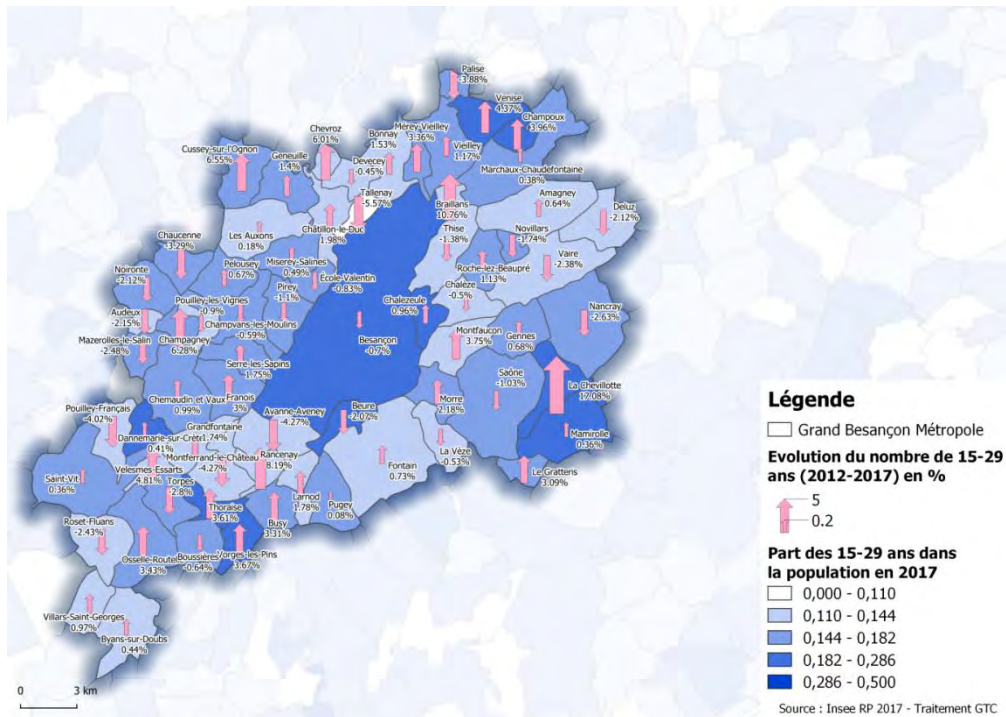 Palise
-3.88%
Venise
4.37%
Champoux
3.96%
Chevroz
6.01%
Bonnay
1.53%
Mérey-Vieilley
3.36%
Vieilley
1.17%
Cussey-sur-l'Ognon
6.55%
Geneuille
1.4%
Devecey
-0.45%
Marchaux-Chaudefontaine
0.38%
Tallenay
-5.57%
Braillans
10.76%
Amagney
0.64%
Deluz
-2.12%
Les Auxons
0.18%
Châtillon-le-Duc
1.98%
Thise
-1.38%
Novillars
-1.74%
Chaucenne
-3.29%
Vaire
-2.38%
Noironte
-2.12%
Pelousey
0.67%
Miserey-Salines
0.49%
École-Valentin
-0.83%
Roche-lez-Beaupré
1.13%
Pirey
-1.1%
Chalèze
-0.5%
Audeux
-2.15%
Pouilley-les-Vignes
-0.9%
Chalezeule
0.96%
Nancray
-2.63%
Champvans-les-Moulins
-0.59%
Mazerolles-le-Salin
-2.48%
Champagney
6.28%
Besançon
-0.7%
Montfaucon
3.75%
Gennes
0.68%
Serre-les-Sapins
1.75%
Saône
-1.03%
La Chevillotte
17.08%
Chemaudin et Vaux
0.99%
Franois
3%
Morre
2.18%
Pouilley-Français
-4.02%
Avanne-Aveney
-4.27%
Beure
-2.07%
Grandfontaine
1.74%
Dannemarie-sur-Crète
0.41%
Mamirolle
0.36%
La Vèze
-0.53%
Montferrand-le-Château
-4.27%
Rancenay
8.19%
Fontain
0.73%
Le Gratteris
3.09%
Velesmes-Essarts
4.81%
Saint-Vit
0.36%
Torpes
-2.8%
Larnod
1.78%
Pugey
0.08%
Thoraise
3.61%
Busy
3.31%
Roset-Fluans
-2.43%
Osselle-Routelle
3.43%
Boussières
-0.64%
Vorges-les-Pins
3.67%
Villars-Saint-Georges
0.97%
Byans-sur-Doubs
0.44%
0 3 km
Légende
Grand Besançon Métropole
Evolution du nombre de 15-29
ans (2012-2017) en %
5
0.2
Part des 15-29 ans dans
la population en 2017
0,000 - 0,110
0,110 - 0,144
0,144 - 0,182
0,182 - 0,286
0,286 - 0,500
Source : Insee RP 2017 - Traitement GTC